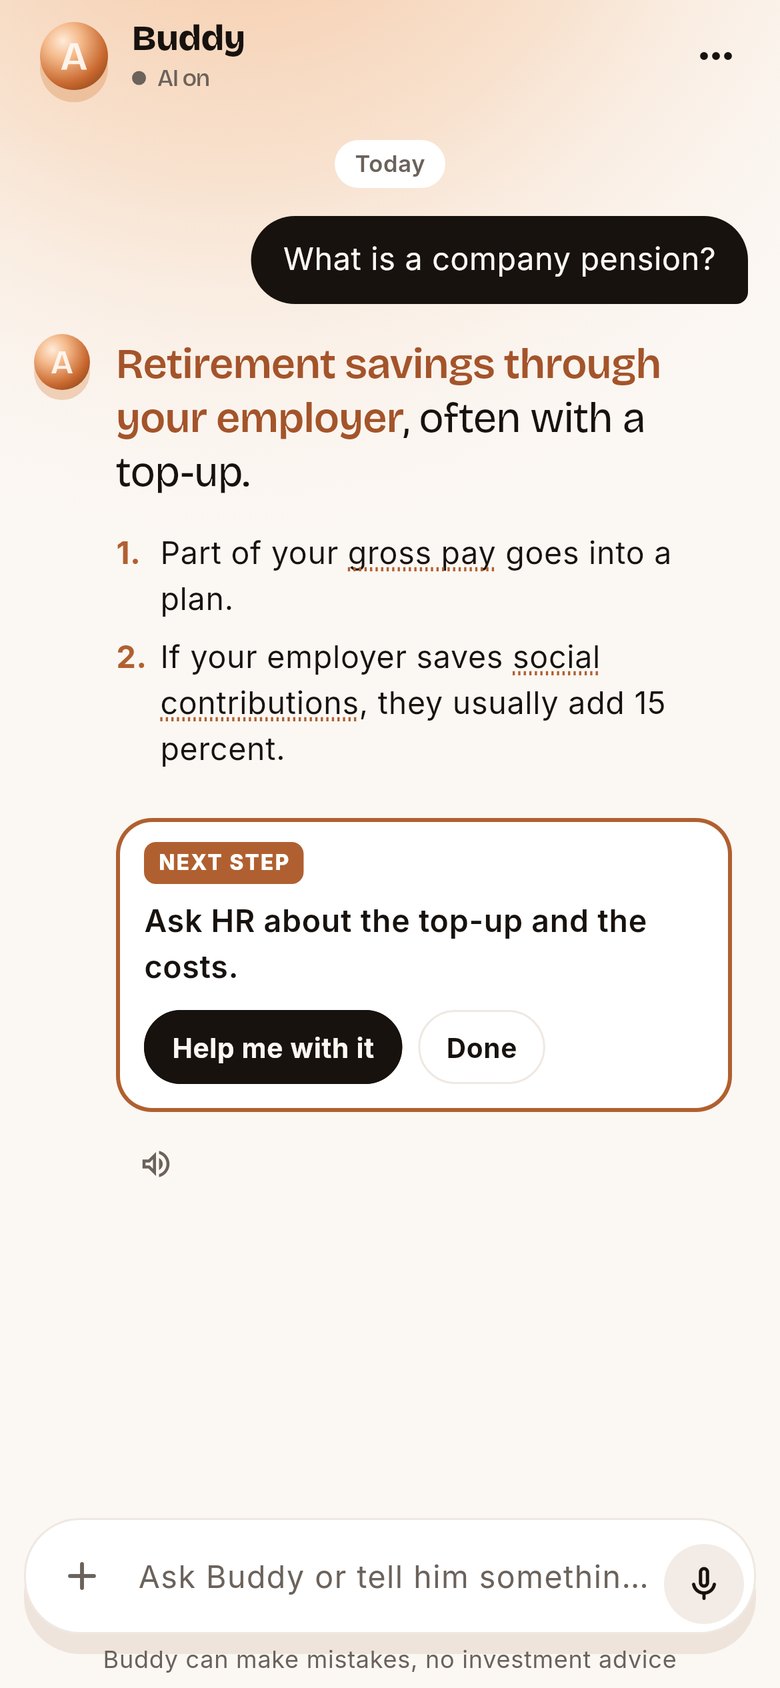 A
Buddy
AI on
Today
What is a company pension?
A
Retirement savings through
your employer, often with a
top-up.
1. Part of your gross pay goes into a
plan.
2. If your employer saves social
contributions, they usually add 15
percent.
NEXT STEP
Ask HR about the top-up and the
costs.
Help me with it
Done
Ask Buddy or tell him somethin...
Buddy can make mistakes, no investment advice